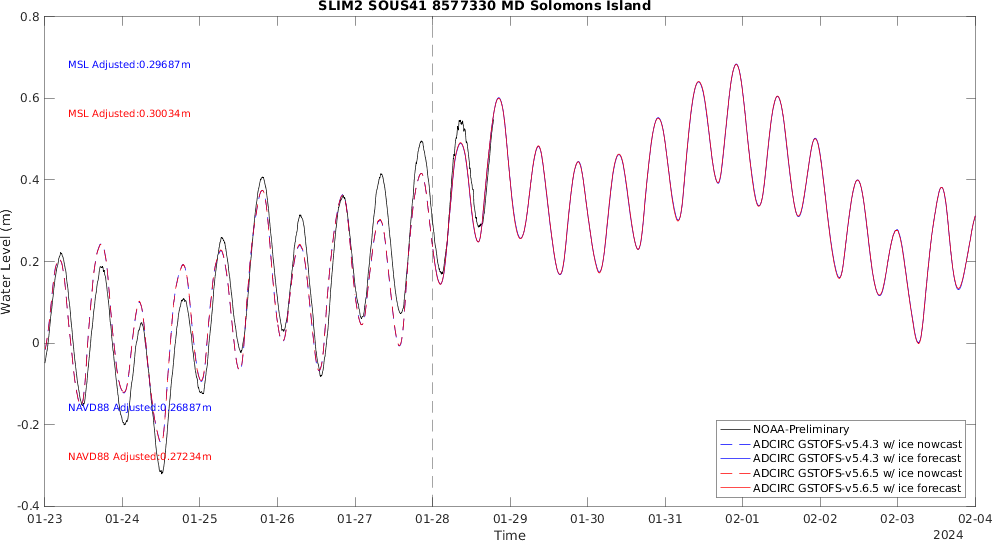 SLIM2 SOUS41 8577330 MD Solomons Island
0.8
0.6
0.4
0.2
0
-0.2
-0.4
Water Level (m)
MSL Adjusted:0.29687m
MSL Adjusted:0.30034m
NAVD88 Adjusted:0.26887m
NAVD88 Adjusted:0.27234m
NOAA-Preliminary
ADCIRC GSTOFS-v5.4.3 w/ ice nowcast
ADCIRC GSTOFS-v5.4.3 w/ ice forecast
ADCIRC GSTOFS-v5.6.5 w/ ice nowcast
ADCIRC GSTOFS-v5.6.5 w/ ice forecast
01-23 01-24 01-25 01-26 01-27 01-28 01-29 01-30 01-31 02-01 02-02 02-03 02-04
Time
2024